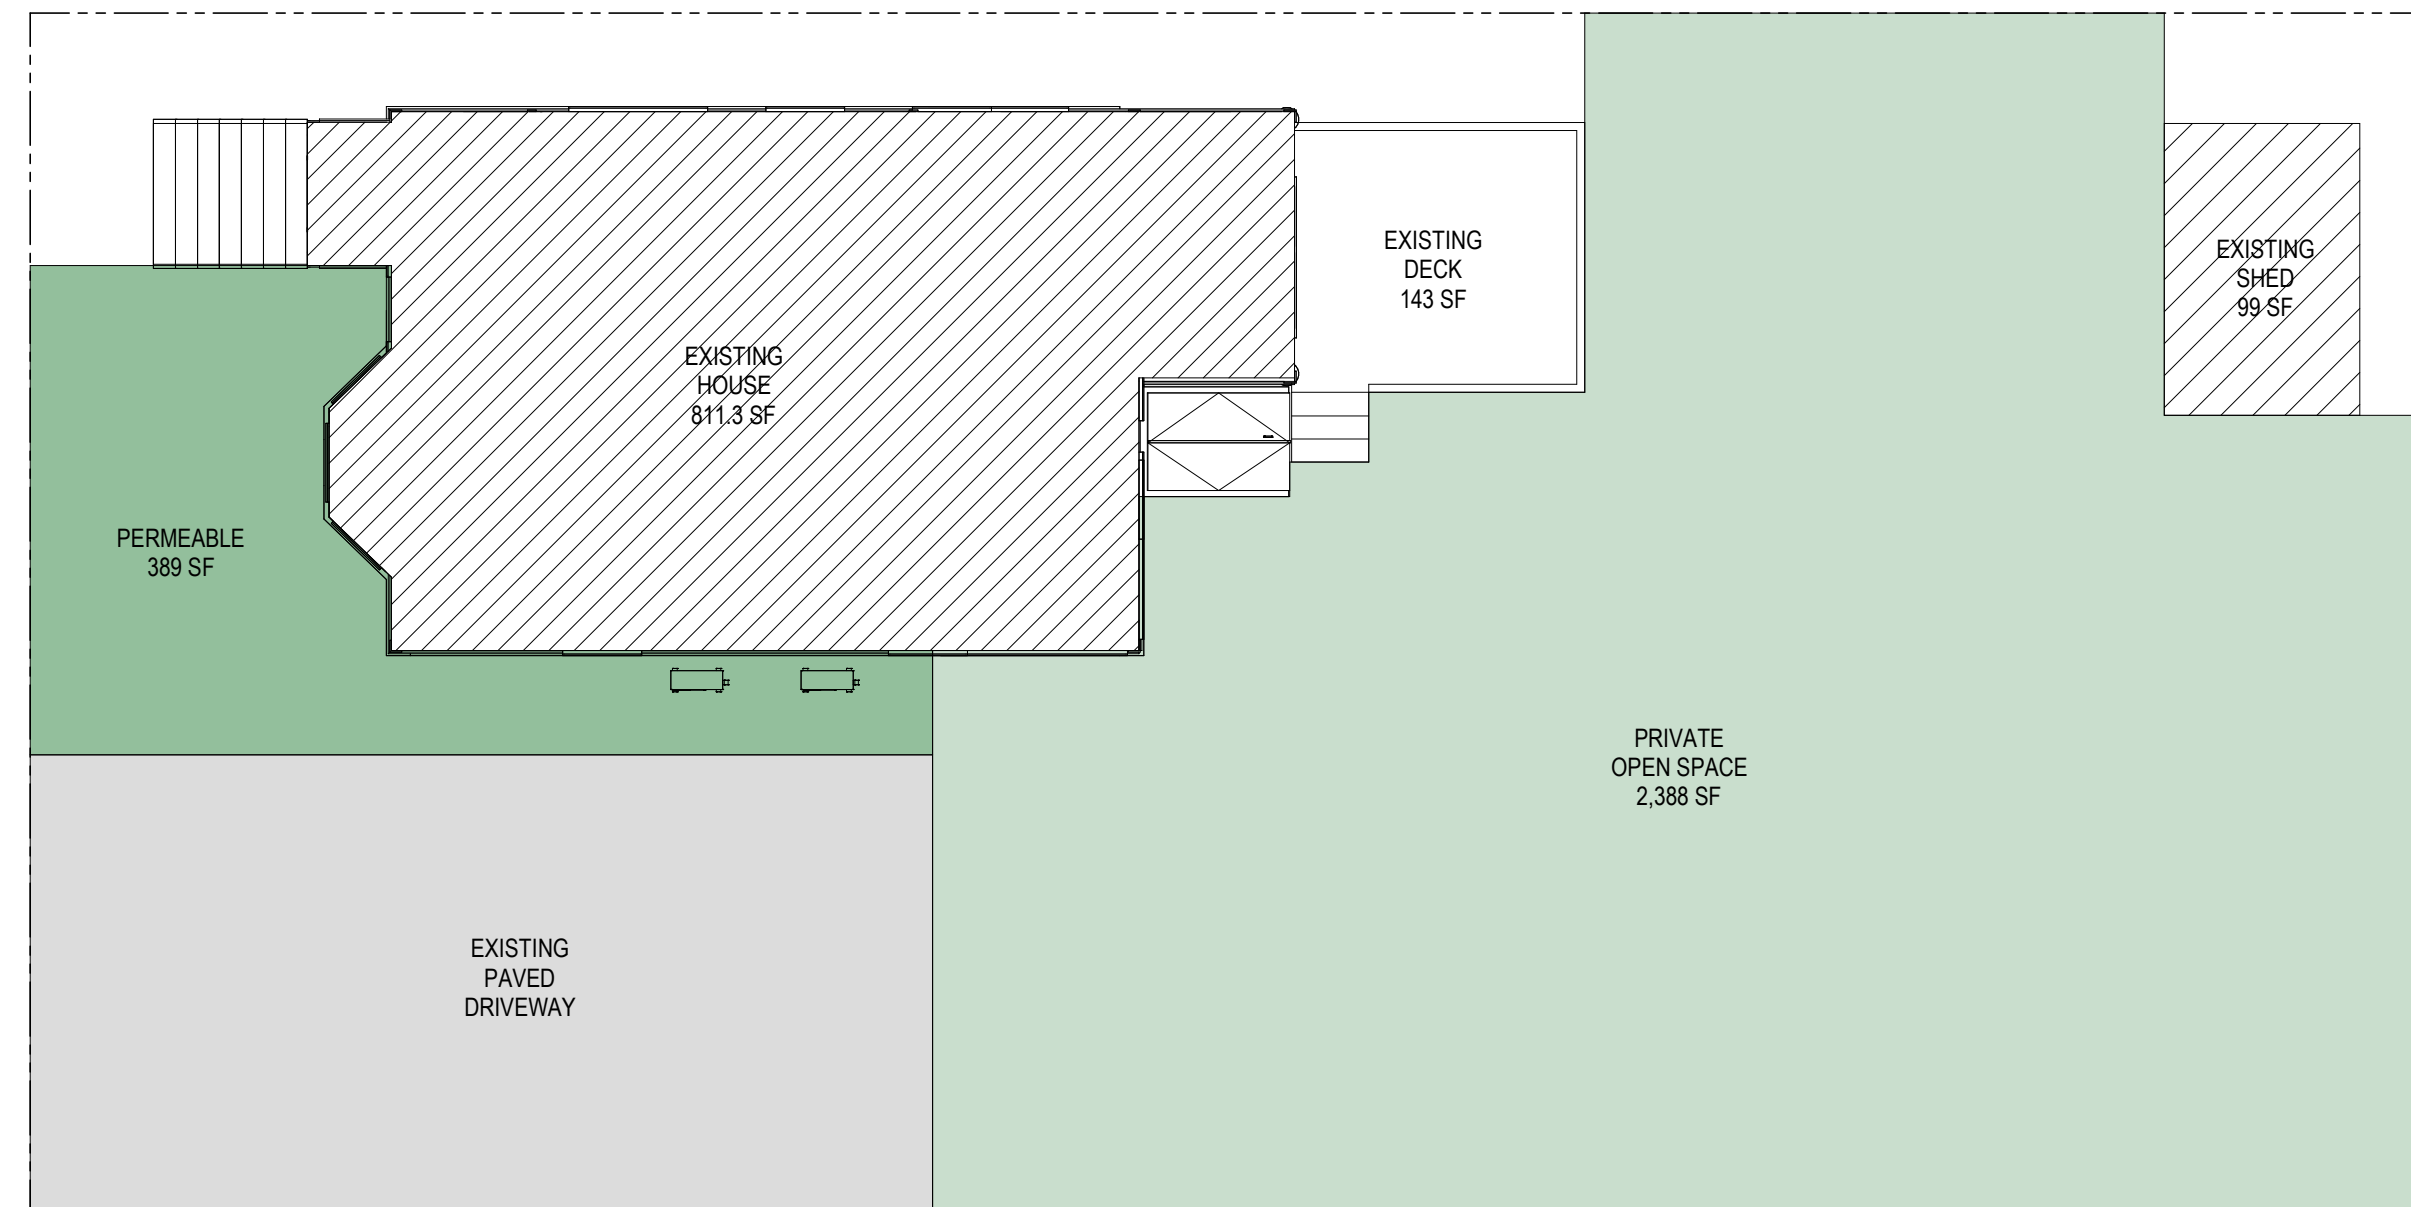 EXISTING
DECK
143 SF
EXISTING
SHED
99 SF
EXISTING
HOUSE
811.3 SF
PERMEABLE
389 SF
PRIVATE
OPEN SPACE
2,388 SF
EXISTING
PAVED
DRIVEWAY